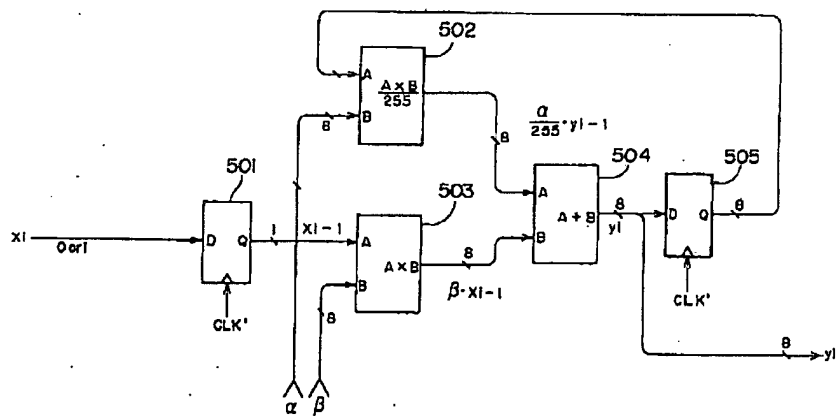 502
A
A × B
255
B
8
α
255 · yi-1
8
504
505
501
503
A
A + B
B
8
yi
D Q
8
xi
0 or 1
D Q
1
xi-1
A
A × B
B
8
β·xi-1
CLK'
CLK'
8
8
yi
α
β